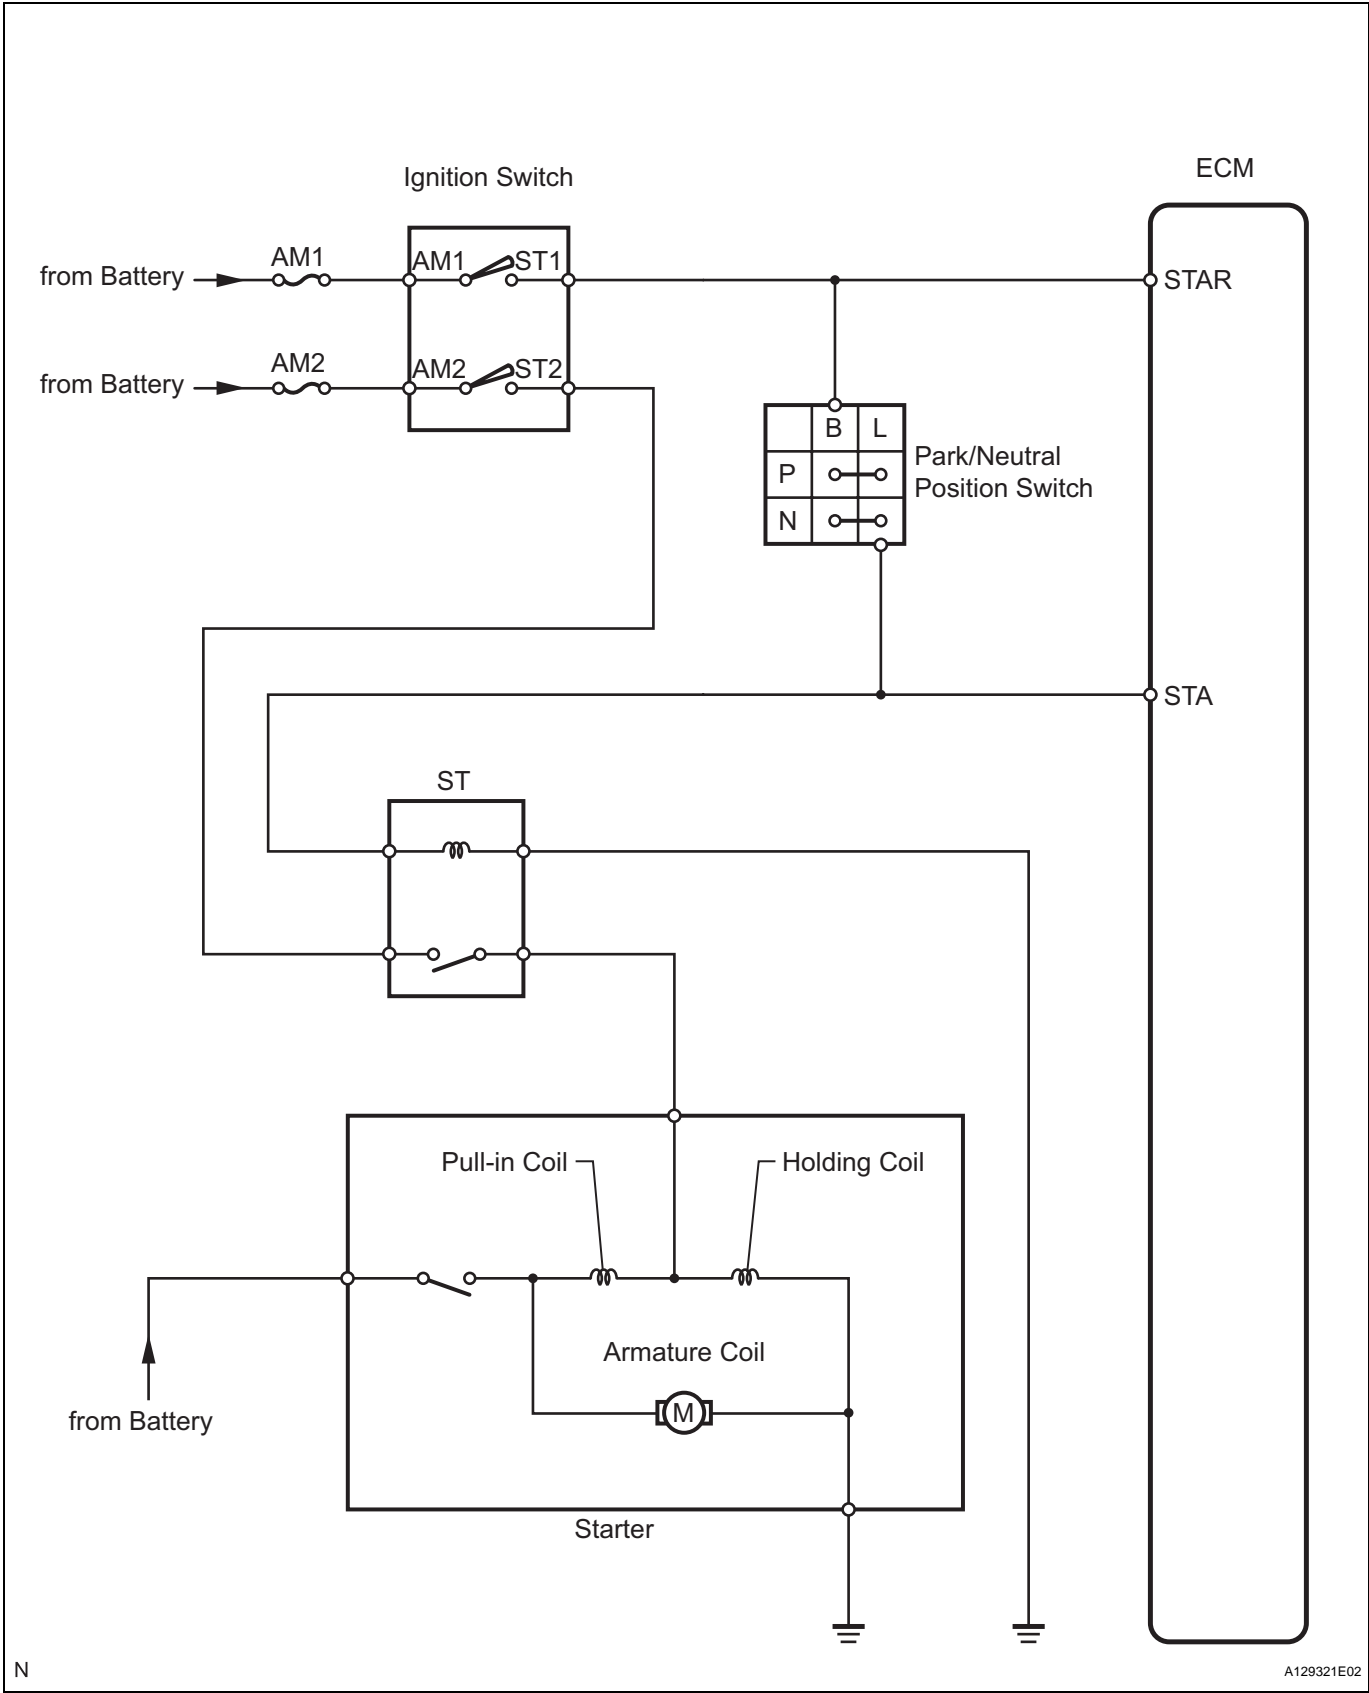 Ignition Switch
ECM
from Battery
AM1
AM1
ST1
STAR
from Battery
AM2
AM2
ST2
B
L
P
N
Park/Neutral
Position Switch
STA
ST
Pull-in Coil
Holding Coil
Armature Coil
M
from Battery
Starter
N
A129321E02